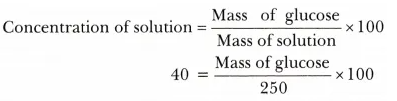 Concentration of solution = Mass of glucose / Mass of solution × 100
40 = Mass of glucose / 250 × 100